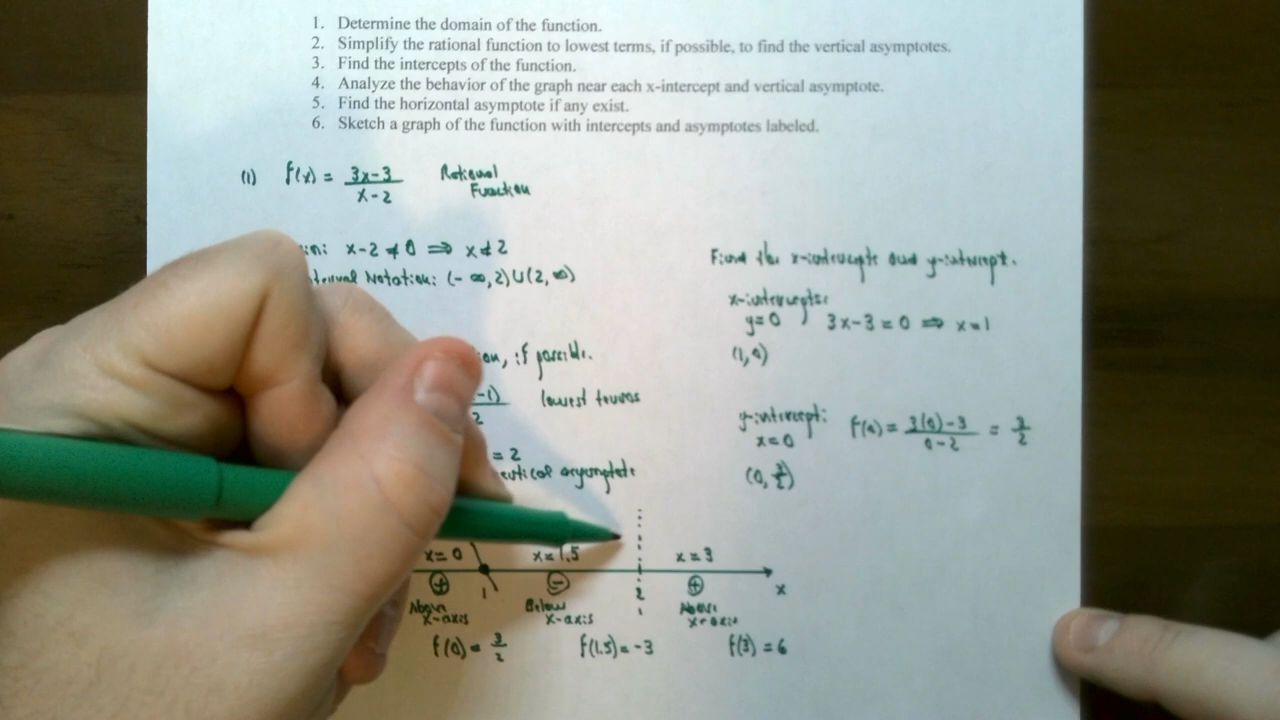 1. Determine the domain of the function.
2. Simplify the rational function to lowest terms, if possible, to find the vertical asymptotes.
3. Find the intercepts of the function.
4. Analyze the behavior of the graph near each x-intercept and vertical asymptote.
5. Find the horizontal asymptote if any exist.
6. Sketch a graph of the function with intercepts and asymptotes labeled.
(1) f(x) = 3x-3 / x-2 Rational Function
x-2 ≠ 0 ⟹ x≠2
Notation: (-∞,2)∪(2,∞)
, if possible.
-1) / 2 lowest terms
= 2
asymptote
Find the x-intercepts and y-intercept.
x-intercepts:
y=0, 3x-3=0 ⟹ x=1
(1,0)
y-intercept: f(0) = 3(0)-3 / 0-2 = 3/2
x=0
(0, 3/2)
x=0 x=1.5 x=3
+ 1 - 2 + x
Above x-axis Below x-axis Above x-axis
f(0)= 3/2 f(1.5)=-3 f(3)=6